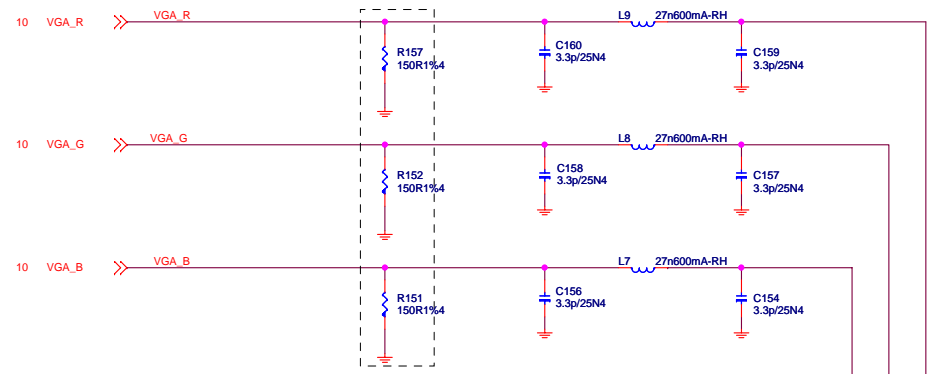 10 VGA_R VGA_R L9 27n600mA-RH
R157
150R1%4
C160
3.3p/25N4
C159
3.3p/25N4
10 VGA_G VGA_G L8 27n600mA-RH
R152
150R1%4
C158
3.3p/25N4
C157
3.3p/25N4
10 VGA_B VGA_B L7 27n600mA-RH
R151
150R1%4
C156
3.3p/25N4
C154
3.3p/25N4